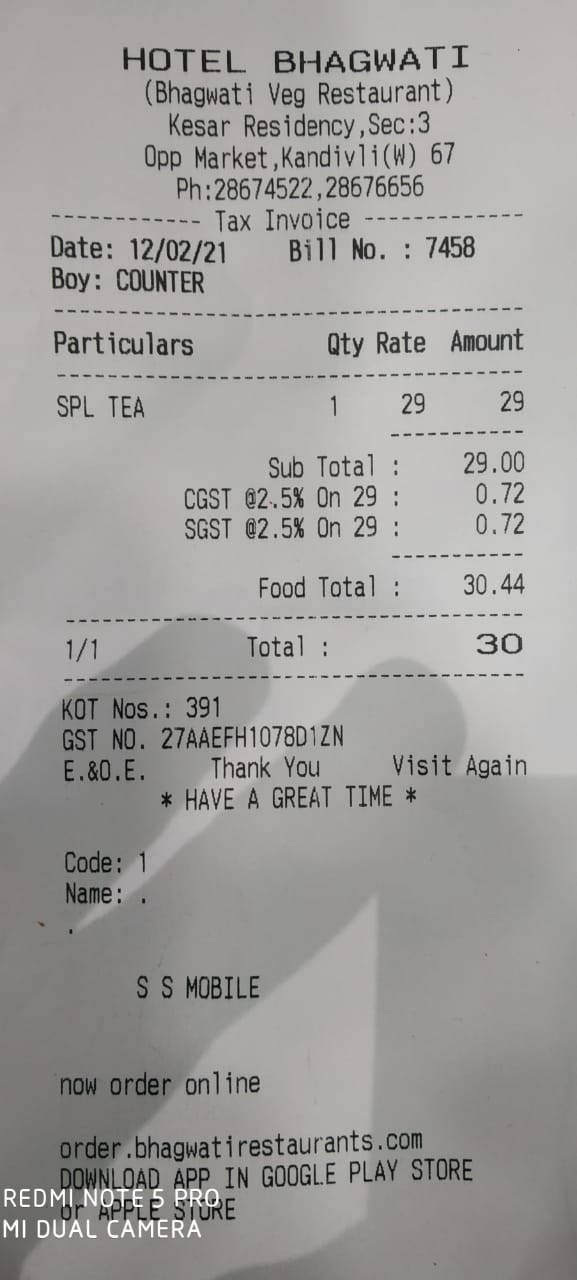 HOTEL BHAGWATI
(Bhagwati Veg Restaurant)
Kesar Residency,Sec:3
Opp Market,Kandivli(W) 67
Ph:28674522,28676656
------------ Tax Invoice -------------
Date: 12/02/21 Bill No. : 7458
Boy: COUNTER
Particulars Qty Rate Amount
SPL TEA 1 29 29
Sub Total : 29.00
CGST @2.5% On 29 : 0.72
SGST @2.5% On 29 : 0.72
Food Total : 30.44
1/1 Total : 30
KOT Nos.: 391
GST NO. 27AAEFH1078D1ZN
E.&O.E. Thank You Visit Again
* HAVE A GREAT TIME *
Code: 1
Name: .
.
S S MOBILE
now order online
order.bhagwatirestaurants.com
DOWNLOAD APP IN GOOGLE PLAY STORE
or APPLE STORE
REDMI NOTE 5 PRO
MI DUAL CAMERA